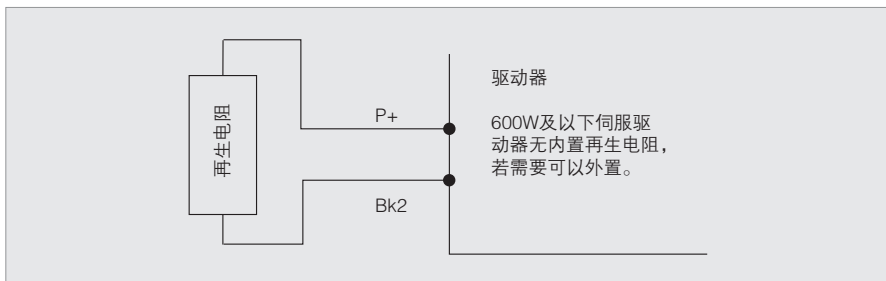 再生电阻
P+
Bk2
驱动器
600W及以下伺服驱
动器无内置再生电阻，
若需要可以外置。